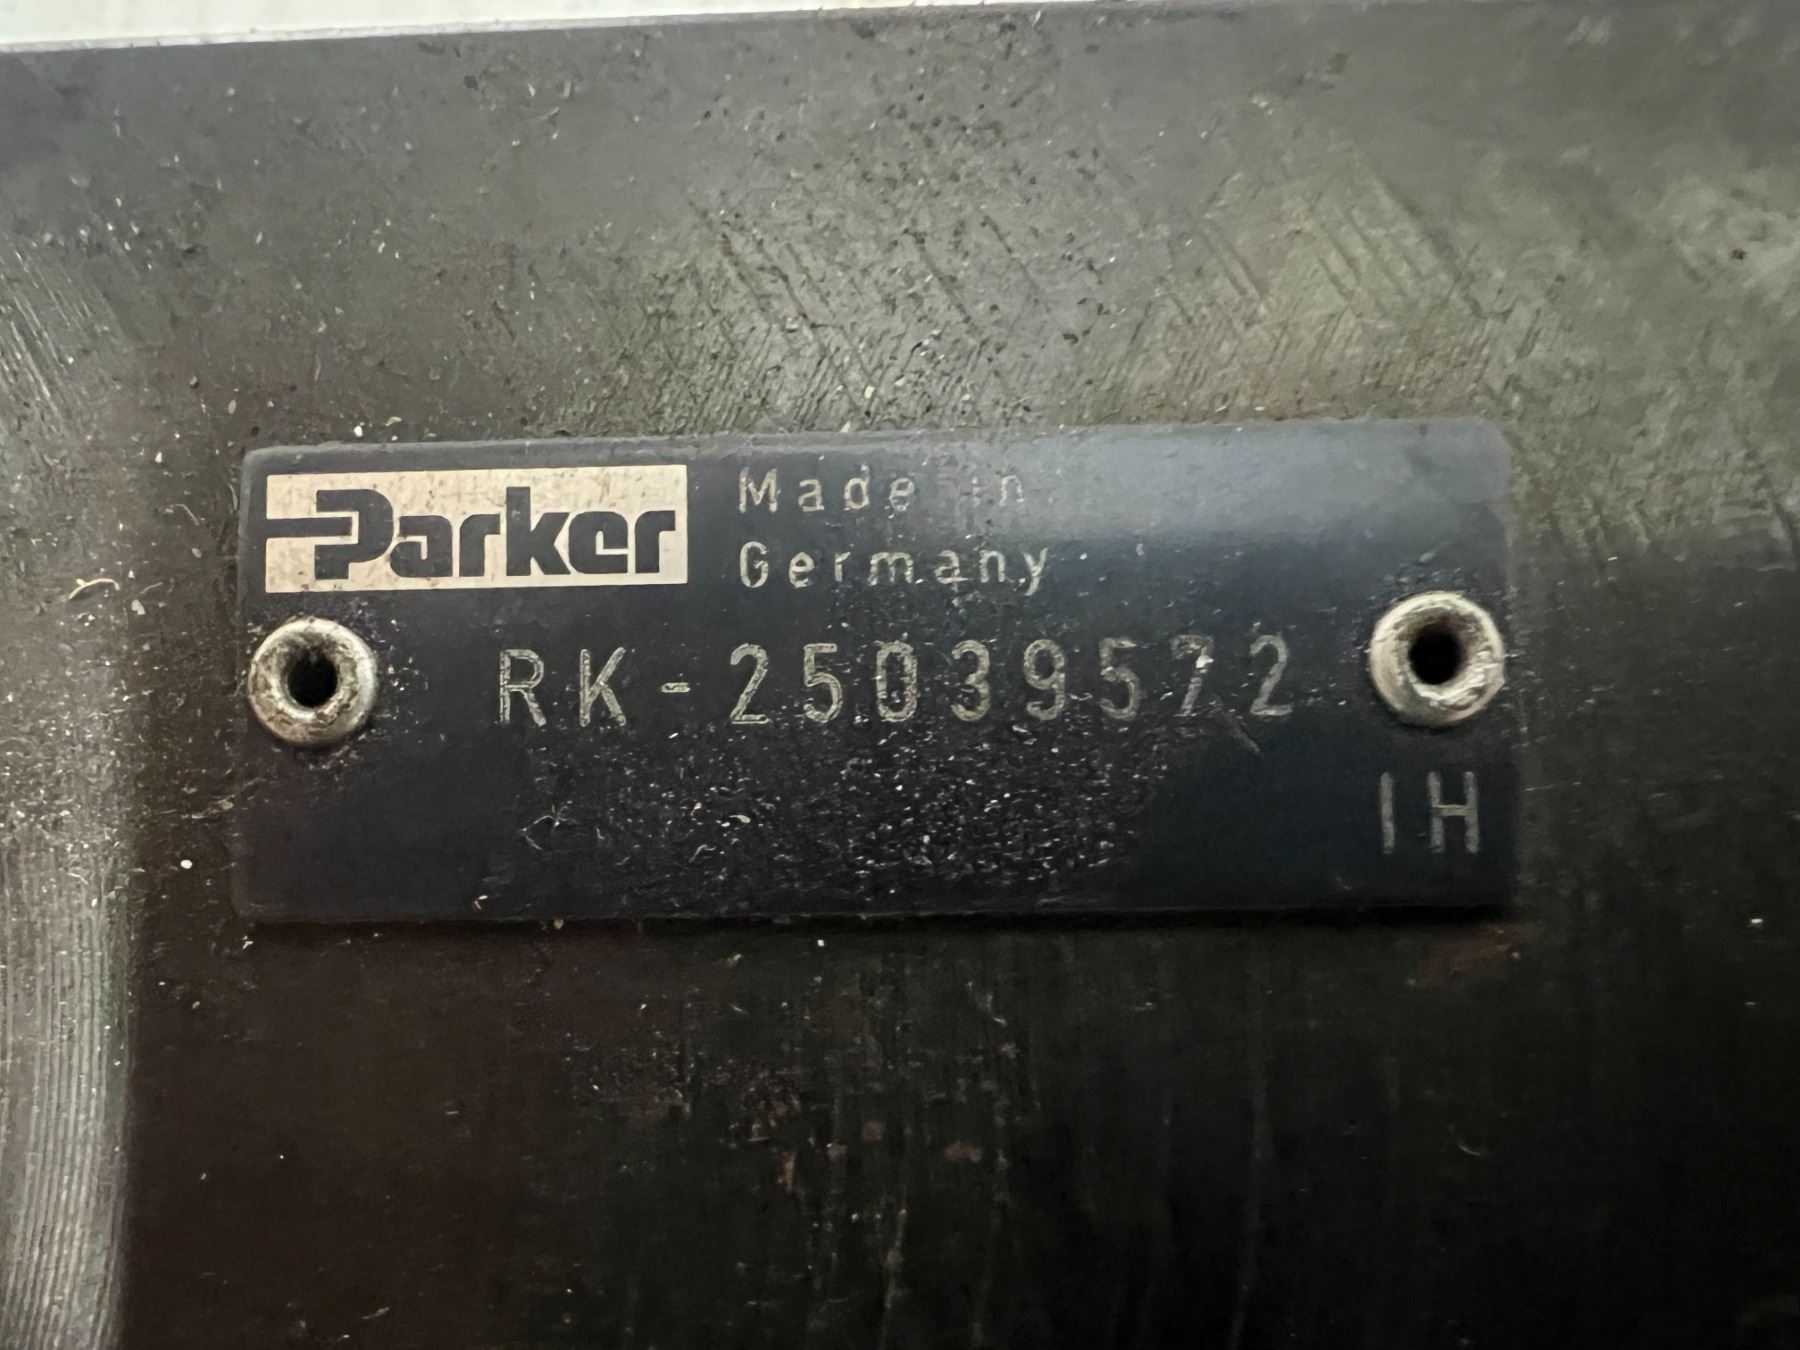 Parker
Made in
Germany
RK-25039572
IH